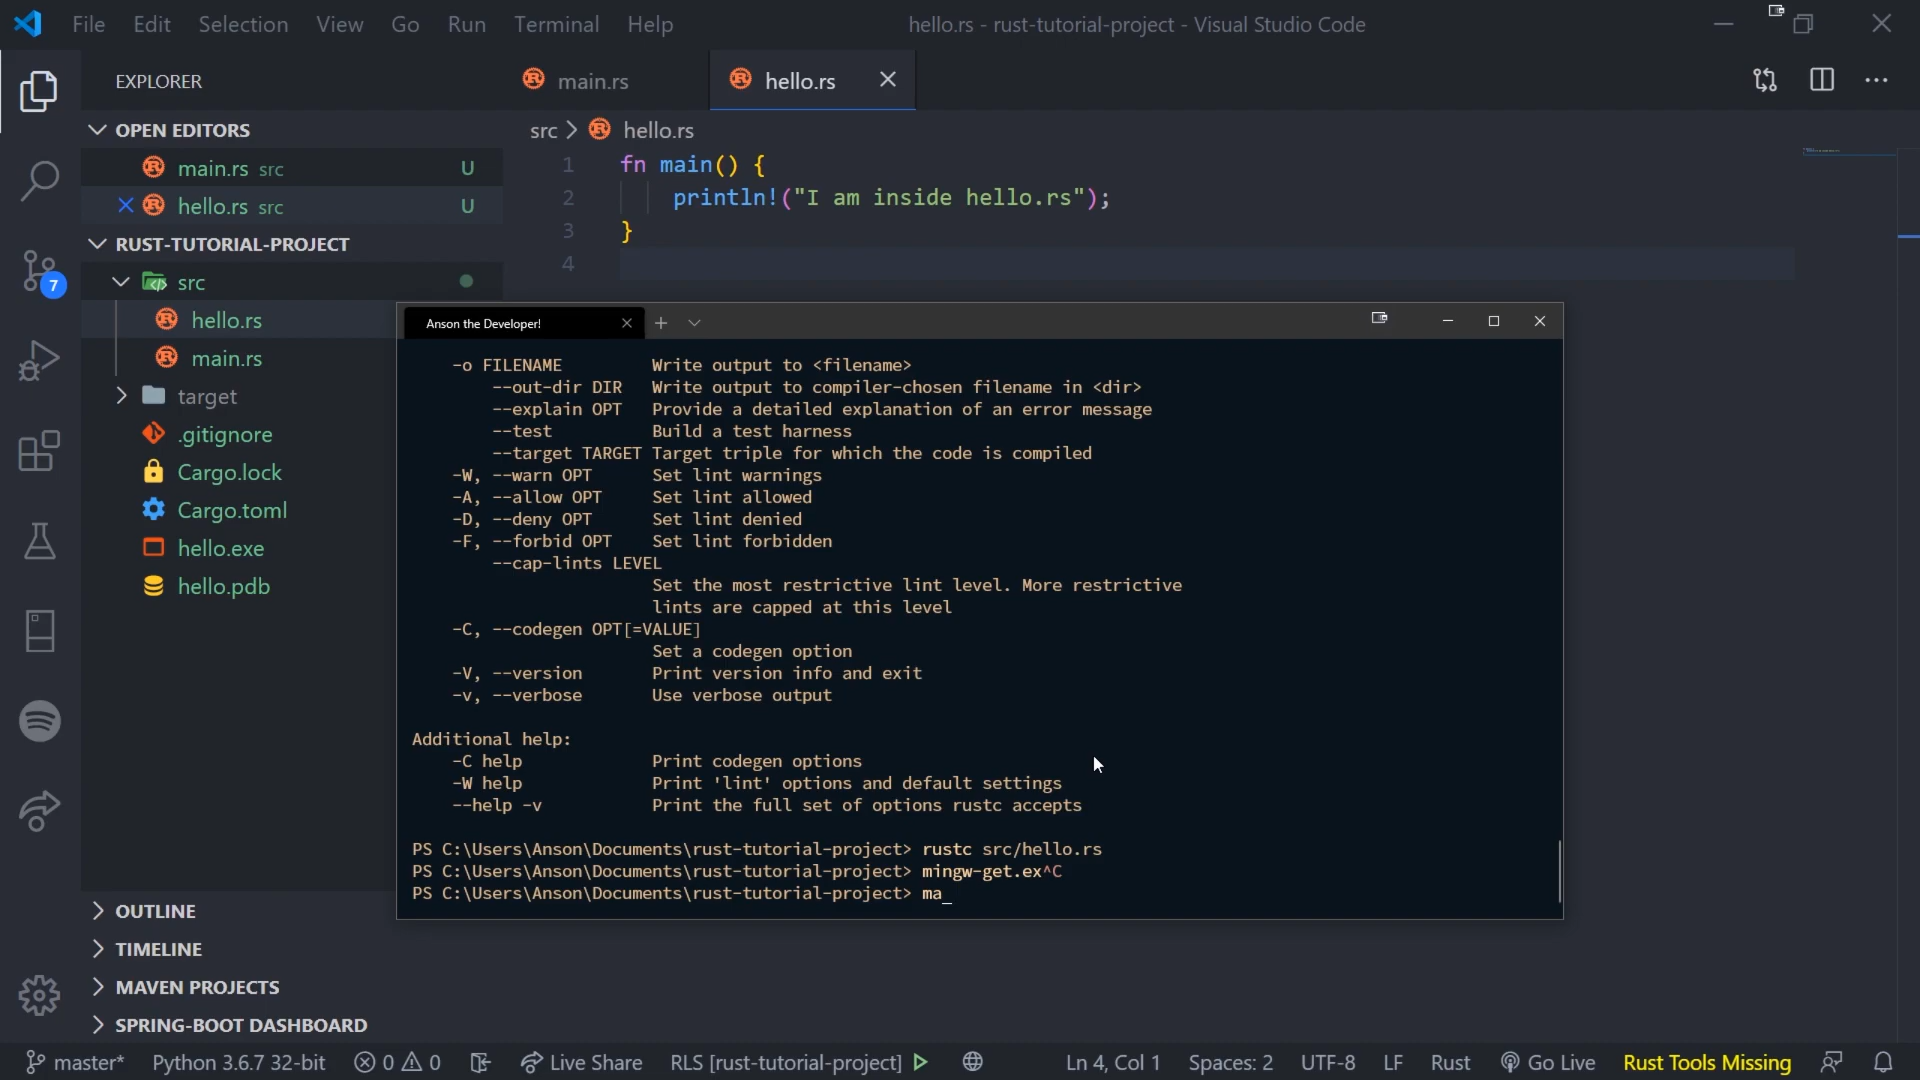 File Edit Selection View Go Run Terminal Help hello.rs - rust-tutorial-project - Visual Studio Code
EXPLORER
main.rs
hello.rs
OPEN EDITORS
main.rs src U
hello.rs src U
RUST-TUTORIAL-PROJECT
src
hello.rs
main.rs
target
.gitignore
Cargo.lock
Cargo.toml
hello.exe
hello.pdb
OUTLINE
TIMELINE
MAVEN PROJECTS
SPRING-BOOT DASHBOARD
7
src > hello.rs
1 fn main() {
2 println!("I am inside hello.rs");
3 }
4
Anson the Developer!
-o FILENAME Write output to <filename>
--out-dir DIR Write output to compiler-chosen filename in <dir>
--explain OPT Provide a detailed explanation of an error message
--test Build a test harness
--target TARGET Target triple for which the code is compiled
-W, --warn OPT Set lint warnings
-A, --allow OPT Set lint allowed
-D, --deny OPT Set lint denied
-F, --forbid OPT Set lint forbidden
--cap-lints LEVEL
Set the most restrictive lint level. More restrictive
lints are capped at this level
-C, --codegen OPT[=VALUE]
Set a codegen option
-V, --version Print version info and exit
-v, --verbose Use verbose output
Additional help:
-C help Print codegen options
-W help Print 'lint' options and default settings
--help -v Print the full set of options rustc accepts
PS C:\Users\Anson\Documents\rust-tutorial-project> rustc src/hello.rs
PS C:\Users\Anson\Documents\rust-tutorial-project> mingw-get.ex^C
PS C:\Users\Anson\Documents\rust-tutorial-project> ma_
master* Python 3.6.7 32-bit 0 0 Live Share RLS [rust-tutorial-project] Ln 4, Col 1 Spaces: 2 UTF-8 LF Rust Go Live Rust Tools Missing